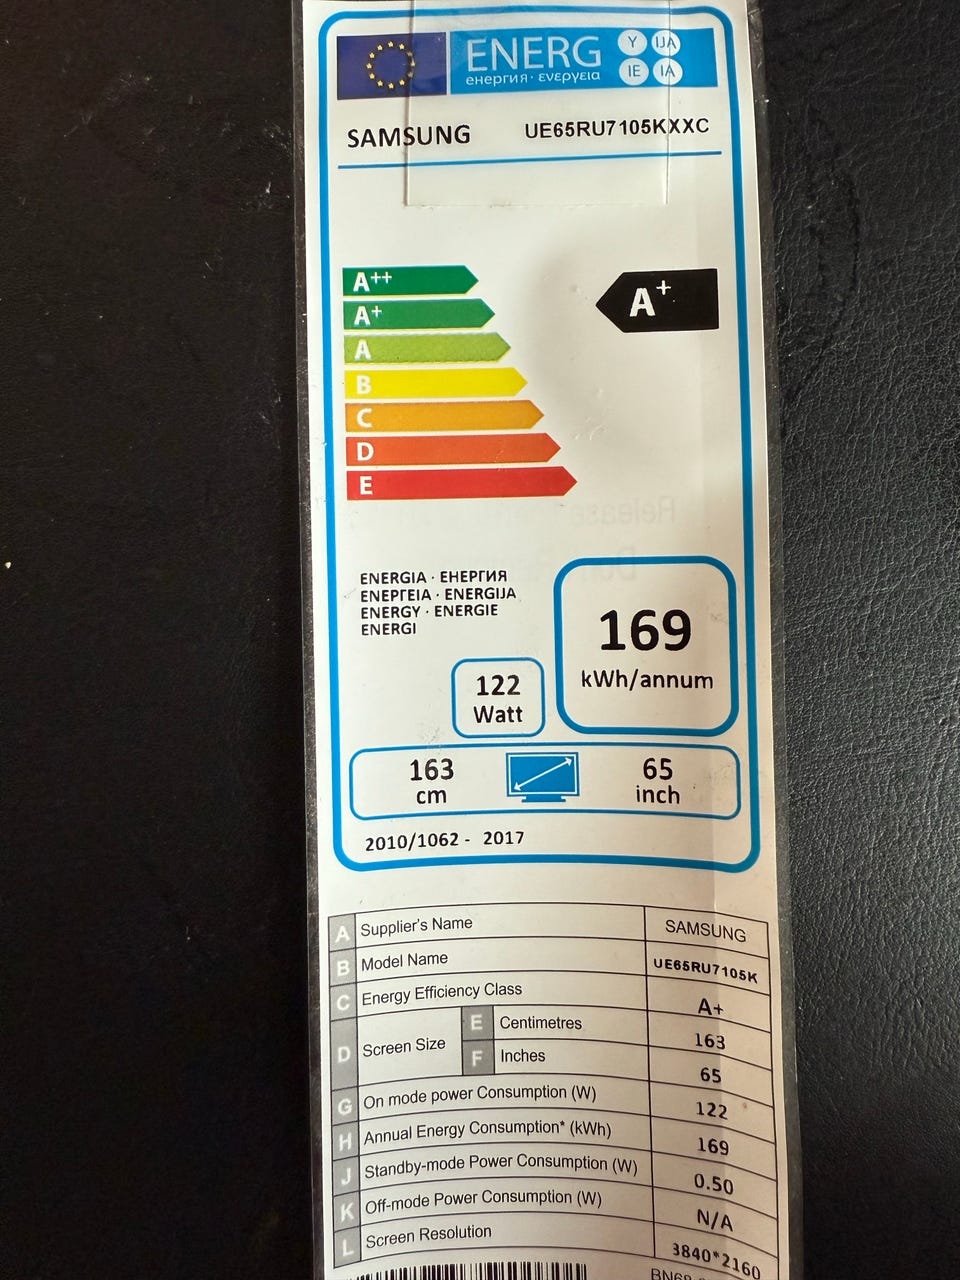 ENERG
енергия · ενεργεια
Y IJA
IE IA
SAMSUNG UE65RU7105KXXC
A++
A+
A
B
C
D
E
A+
ENERGIA · ЕНЕРГИЯ
ΕΝΕΡΓΕΙΑ · ENERGIJA
ENERGY · ENERGIE
ENERGI
169
kWh/annum
122
Watt
163
cm
65
inch
2010/1062 - 2017
A Supplier's Name SAMSUNG
B Model Name UE65RU7105K
C Energy Efficiency Class A+
D Screen Size E Centimetres 163
F Inches 65
G On mode power Consumption (W) 122
H Annual Energy Consumption* (kWh) 169
J Standby-mode Power Consumption (W) 0.50
K Off-mode Power Consumption (W) N/A
L Screen Resolution 3840*2160